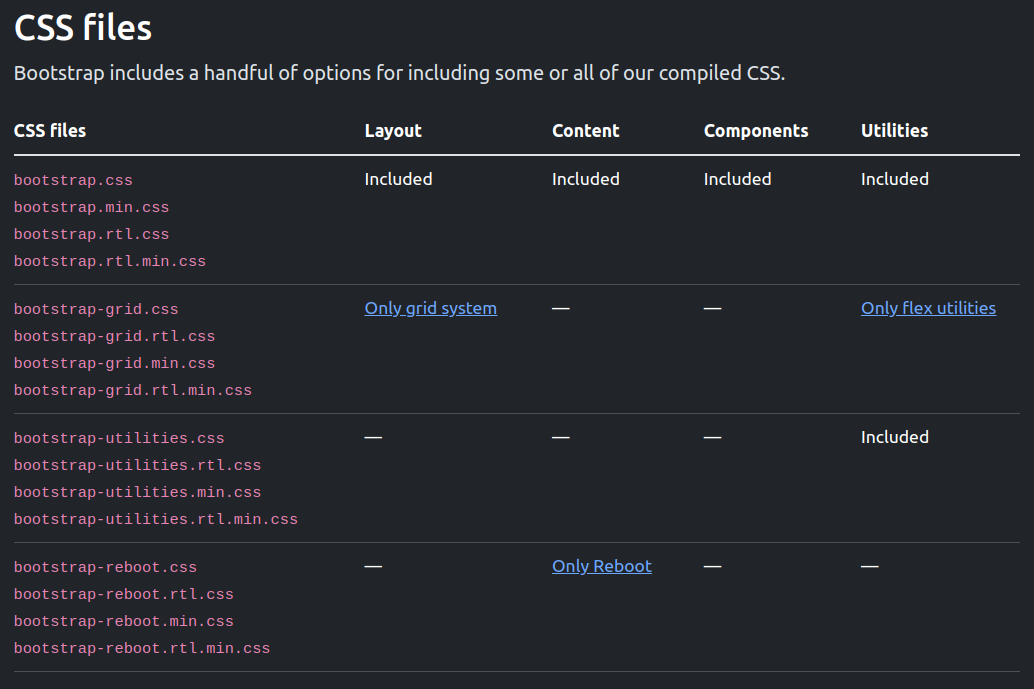 CSS files
Bootstrap includes a handful of options for including some or all of our compiled CSS.
CSS files Layout Content Components Utilities
bootstrap.css Included Included Included Included
bootstrap.min.css
bootstrap.rtl.css
bootstrap.rtl.min.css
bootstrap-grid.css Only grid system — — Only flex utilities
bootstrap-grid.rtl.css
bootstrap-grid.min.css
bootstrap-grid.rtl.min.css
bootstrap-utilities.css — — — Included
bootstrap-utilities.rtl.css
bootstrap-utilities.min.css
bootstrap-utilities.rtl.min.css
bootstrap-reboot.css — Only Reboot — —
bootstrap-reboot.rtl.css
bootstrap-reboot.min.css
bootstrap-reboot.rtl.min.css